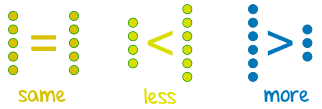 = < >
same less more